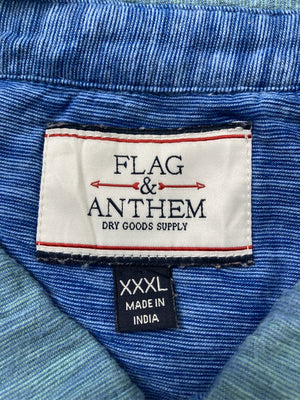 FLAG
&
ANTHEM
DRY GOODS SUPPLY
XXXL
MADE IN
INDIA